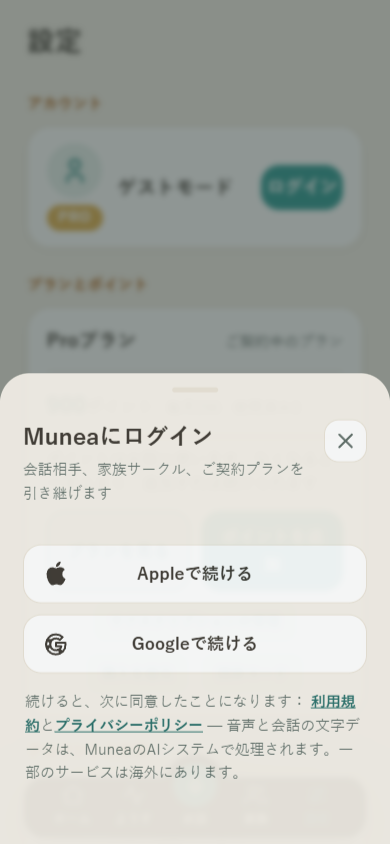 設定
アカウント
ゲストモード
ログイン
PRO
プランとポイント
Proプラン
ご契約中のプラン
Muneaにログイン
会話相手、家族サークル、ご契約プランを
引き継げます
Appleで続ける
Googleで続ける
続けると、次に同意したことになります： 利用規
約とプライバシーポリシー — 音声と会話の文字デ
ータは、MuneaのAIシステムで処理されます。一
部のサービスは海外にあります。